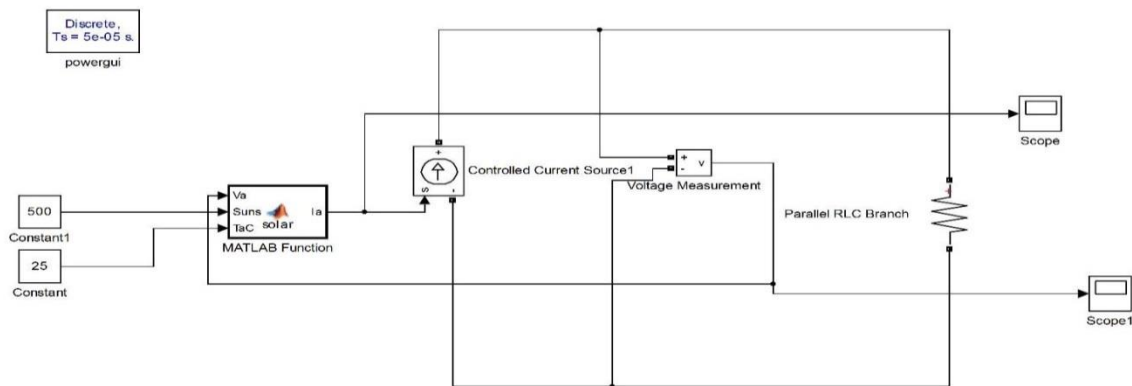 Discrete,
Ts = 5e-05 s.
powergui
Scope
+
Controlled Current Source1
s
-
+
v
-
Voltage Measurement
Va
500
Suns
Ia
solar
TaC
Constant1
MATLAB Function
Parallel RLC Branch
+
25
Constant
Scope1